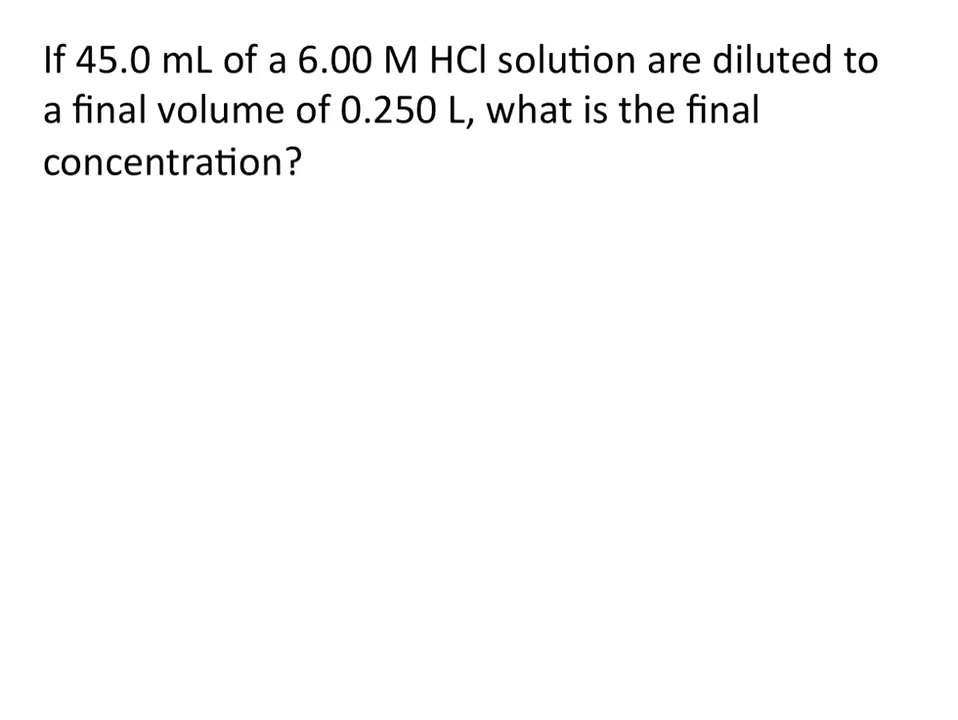 If 45.0 mL of a 6.00 M HCl solution are diluted to
a final volume of 0.250 L, what is the final
concentration?